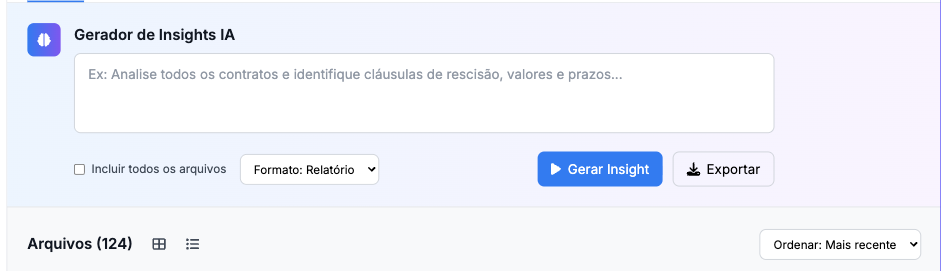 Gerador de Insights IA
Ex: Analise todos os contratos e identifique cláusulas de rescisão, valores e prazos...
Incluir todos os arquivos Formato: Relatório Gerar Insight Exportar
Arquivos (124) Ordenar: Mais recente